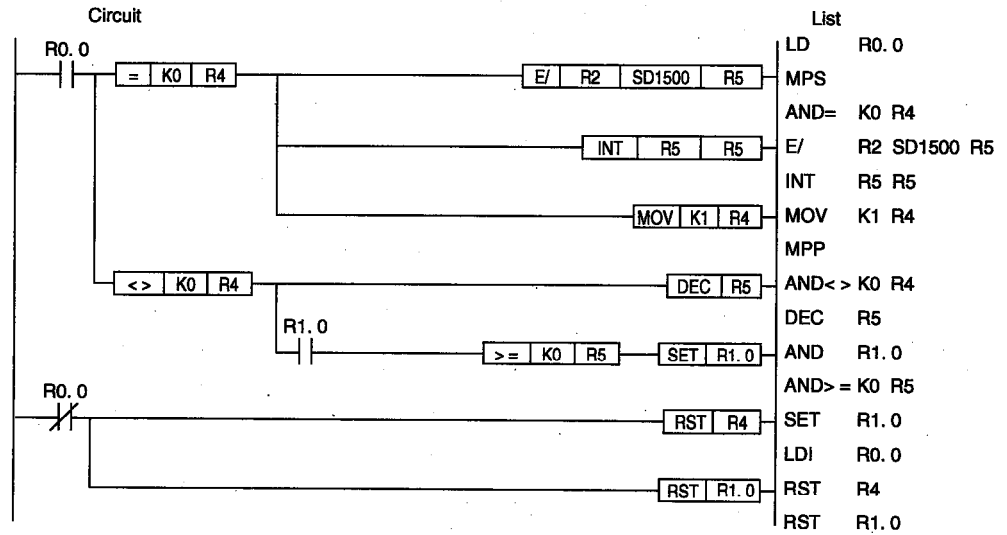 Circuit
R0. 0
= K0 R4
E/ R2 SD1500 R5
INT R5 R5
MOV K1 R4
<> K0 R4
DEC R5
R1. 0
>= K0 R5
SET R1. 0
R0. 0
RST R4
RST R1. 0
List
LD R0. 0
MPS
AND= K0 R4
E/ R2 SD1500 R5
INT R5 R5
MOV K1 R4
MPP
AND< > K0 R4
DEC R5
AND R1. 0
AND> = K0 R5
SET R1. 0
LDI R0. 0
RST R4
RST R1. 0